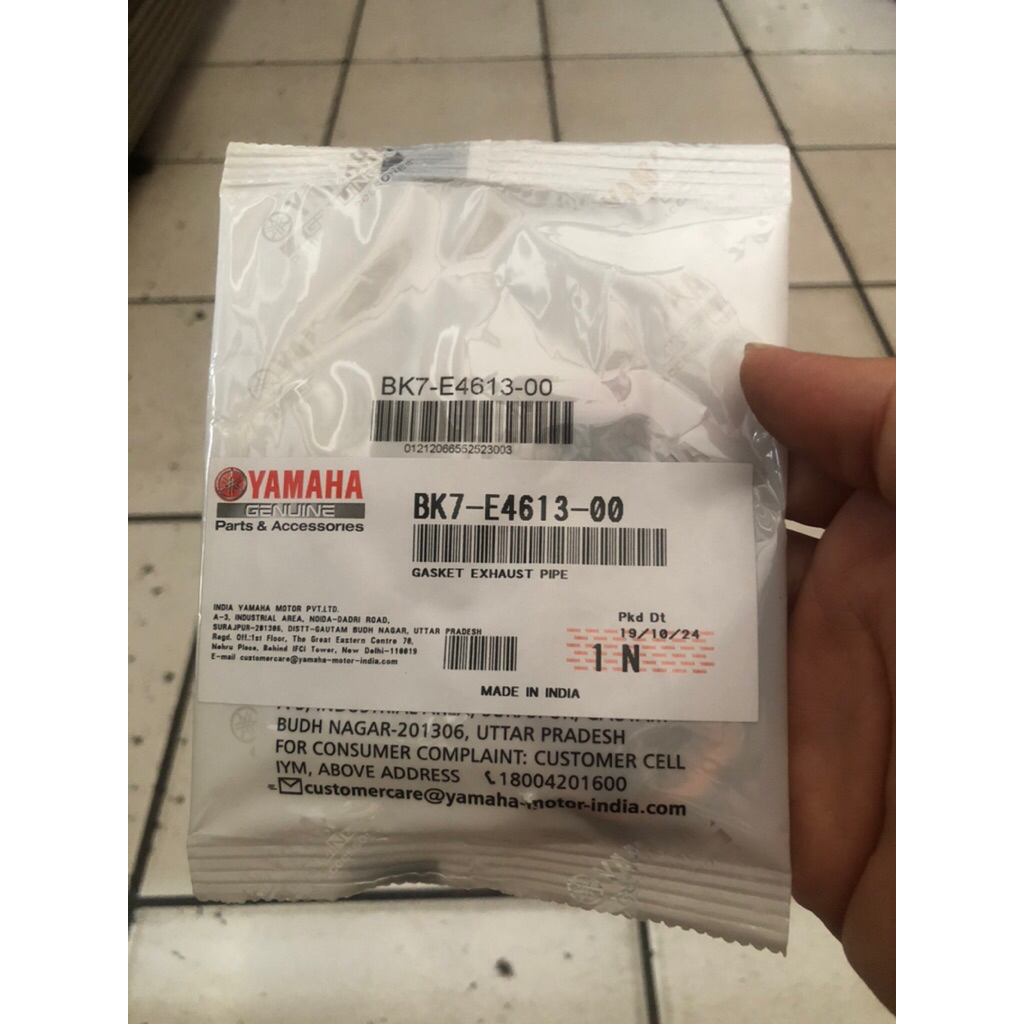 BK7-E4613-00
01212066552523003
YAMAHA
GENUINE
Parts & Accessories
BK7-E4613-00
GASKET EXHAUST PIPE
INDIA YAMAHA MOTOR PVT.LTD.
A-3, INDUSTRIAL AREA, NOIDA-DADRI ROAD,
SURAJPUR-201306, DISTT-GAUTAM BUDH NAGAR, UTTAR PRADESH
Regd. Off.:1st Floor, The Great Eastern Centre 70,
Nehru Place, Behind IFCI Tower, New Delhi-110019
E-mail customercare@yamaha-motor-india.com
Pkd Dt
19/10/24
1 N
MADE IN INDIA
BUDH NAGAR-201306, UTTAR PRADESH
FOR CONSUMER COMPLAINT: CUSTOMER CELL
IYM, ABOVE ADDRESS 18004201600
customercare@yamaha-motor-india.com
YAMAHA